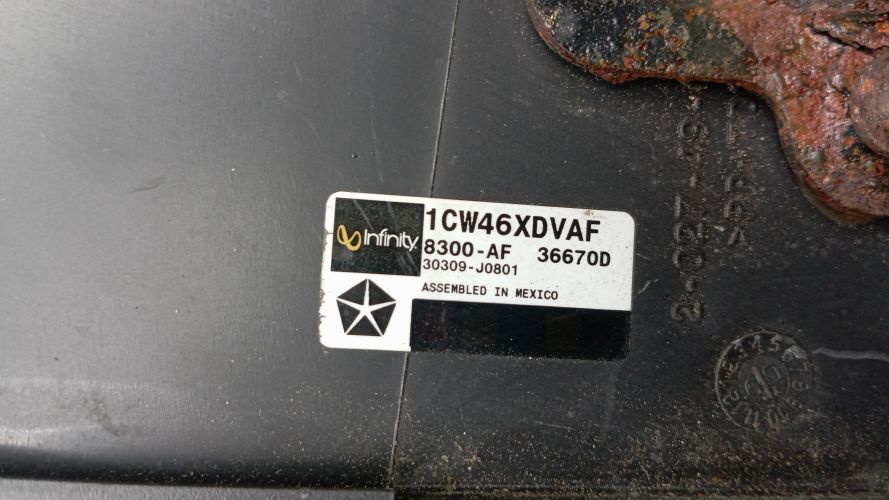 Infinity
1CW46XDVAF
8300-AF 36670D
30309-J0801
ASSEMBLED IN MEXICO